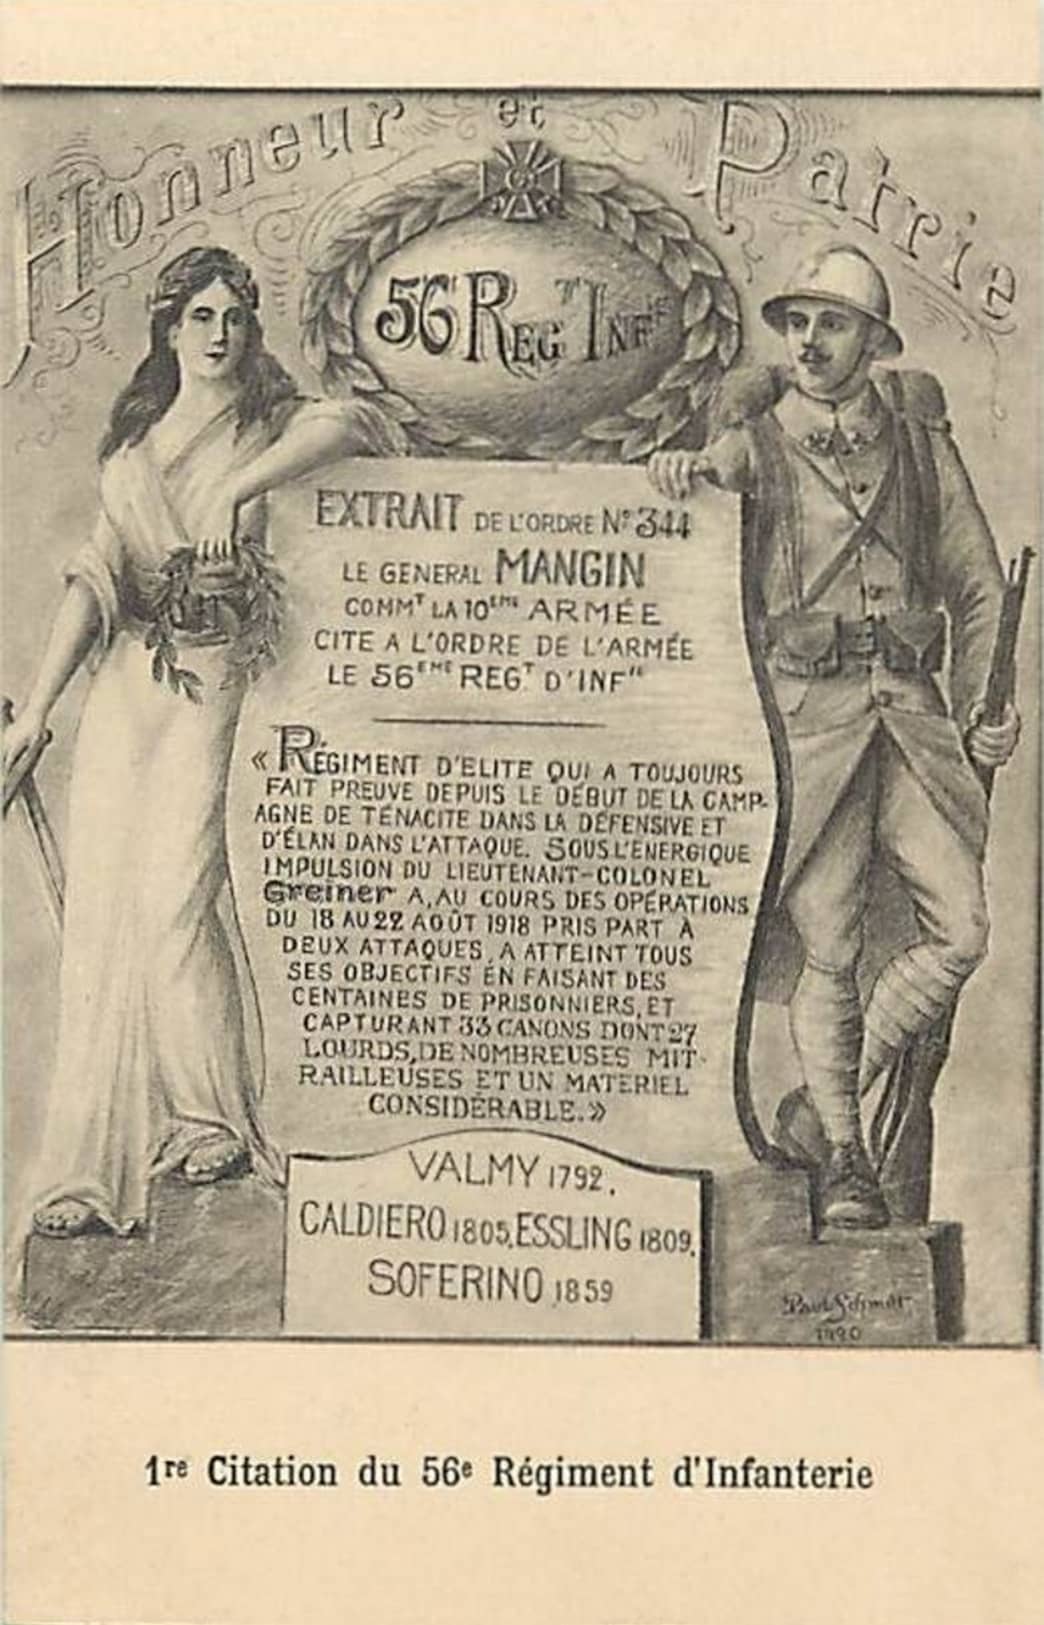 Honneur et Patrie
56 REG T INF
EXTRAIT DE L'ORDRE N° 344
LE GENERAL MANGIN
COMMT LA 10EME ARMÉE
CITE A L'ORDRE DE L'ARMÉE
LE 56EME REGT D'INFIE
« RÉGIMENT D'ELITE QUI A TOUJOURS
FAIT PREUVE DEPUIS LE DÉBUT DE LA CAMP-
AGNE DE TÉNACITE DANS LA DÉFENSIVE ET
D'ÉLAN DANS L'ATTAQUE. SOUS L'ENERGIQUE
IMPULSION DU LIEUTENANT-COLONEL
Greiner A, AU COURS DES OPÉRATIONS
DU 18 AU 22 AOÛT 1918 PRIS PART À
DEUX ATTAQUES, A ATTEINT TOUS
SES OBJECTIFS EN FAISANT DES
CENTAINES DE PRISONNIERS, ET
CAPTURANT 33 CANONS DONT 27
LOURDS, DE NOMBREUSES MIT-
RAILLEUSES ET UN MATERIEL
CONSIDÉRABLE. »
VALMY 1792.
CALDIERO 1805, ESSLING 1809,
SOFERINO 1859
Paul Schmitt
1920
1re Citation du 56e Régiment d'Infanterie